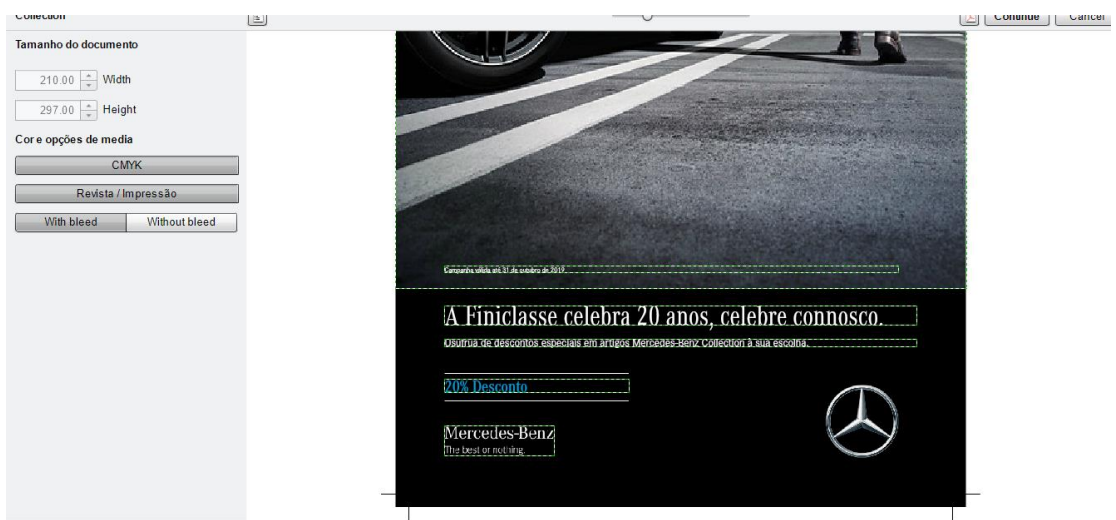 Collection
Continue
Cancel
Tamanho do documento
210.00 Width
297.00 Height
Cor e opções de media
CMYK
Revista / Impressão
With bleed
Without bleed
Campanha válida até 31 de outubro de 2019
A Finiclasse celebra 20 anos, celebre connosco.
Usufrua de descontos especiais em artigos Mercedes-Benz Collection à sua escolha.
20% Desconto
Mercedes-Benz
The best or nothing.